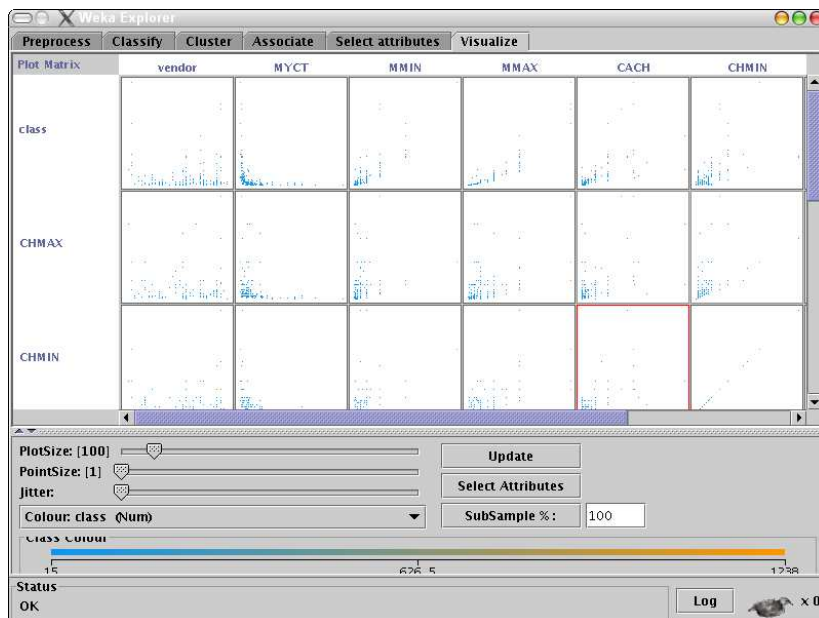 Weka Explorer
Preprocess Classify Cluster Associate Select attributes Visualize
Plot Matrix vendor MYCT MMIN MMAX CACH CHMIN
class
CHMAX
CHMIN
PlotSize: [100]
PointSize: [1]
Jitter:
Update
Select Attributes
Colour: class (Num)
SubSample % :
100
Class Colour
15 626.5 1238
Status
OK
Log
x 0